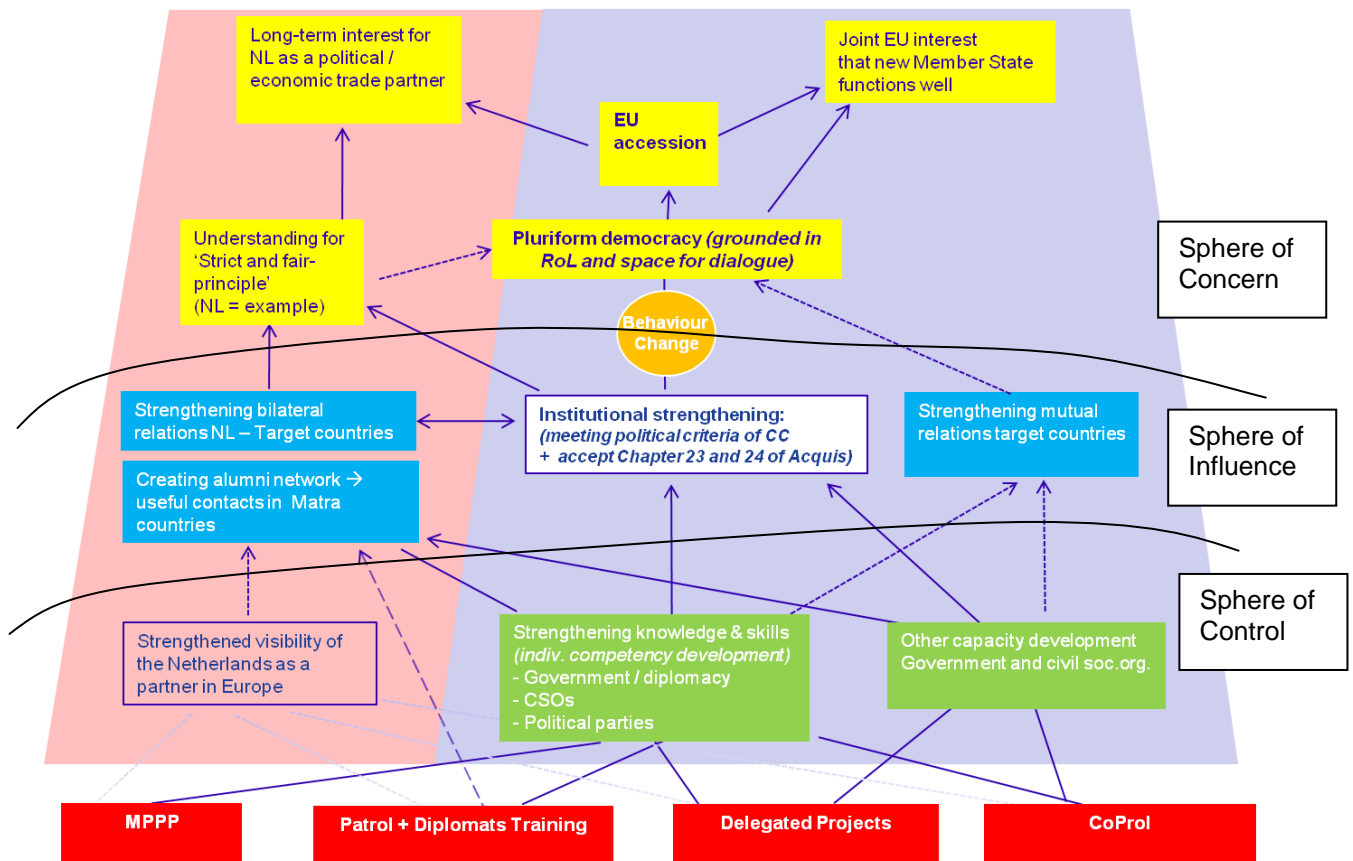 Long-term interest for
NL as a political /
economic trade partner
Joint EU interest
that new Member State
functions well
EU
accession
Understanding for
‘Strict and fair-
principle’
(NL = example)
Pluriform democracy (grounded in
RoL and space for dialogue)
Sphere of
Concern
Behaviour
Change
Strengthening bilateral
relations NL – Target countries
Institutional strengthening:
(meeting political criteria of CC
+ accept Chapter 23 and 24 of Acquis)
Strengthening mutual
relations target countries
Sphere of
Influence
Creating alumni network →
useful contacts in Matra
countries
Sphere of
Control
Strengthened visibility of
the Netherlands as a
partner in Europe
Strengthening knowledge & skills
(indiv. competency development)
- Government / diplomacy
- CSOs
- Political parties
Other capacity development
Government and civil soc.org.
MPPP
Patrol + Diplomats Training
Delegated Projects
CoProl